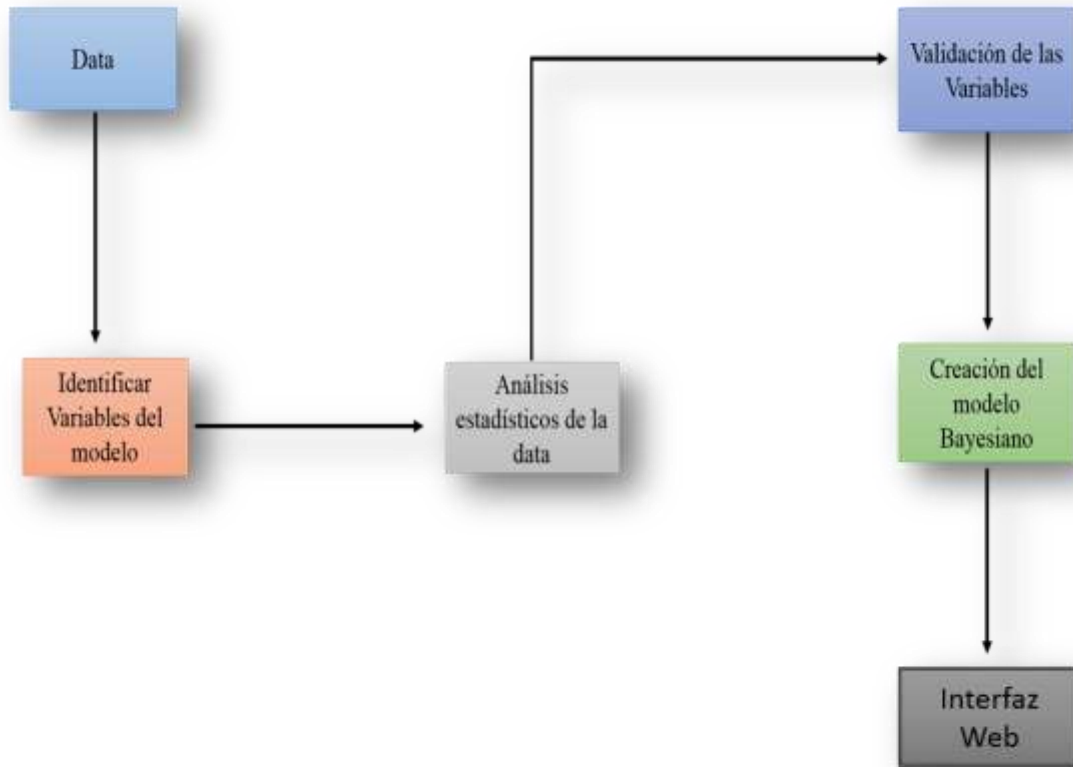 Data
Identificar
Variables del
modelo
Análisis
estadísticos de la
data
Validación de las
Variables
Creación del
modelo
Bayesiano
Interfaz
Web